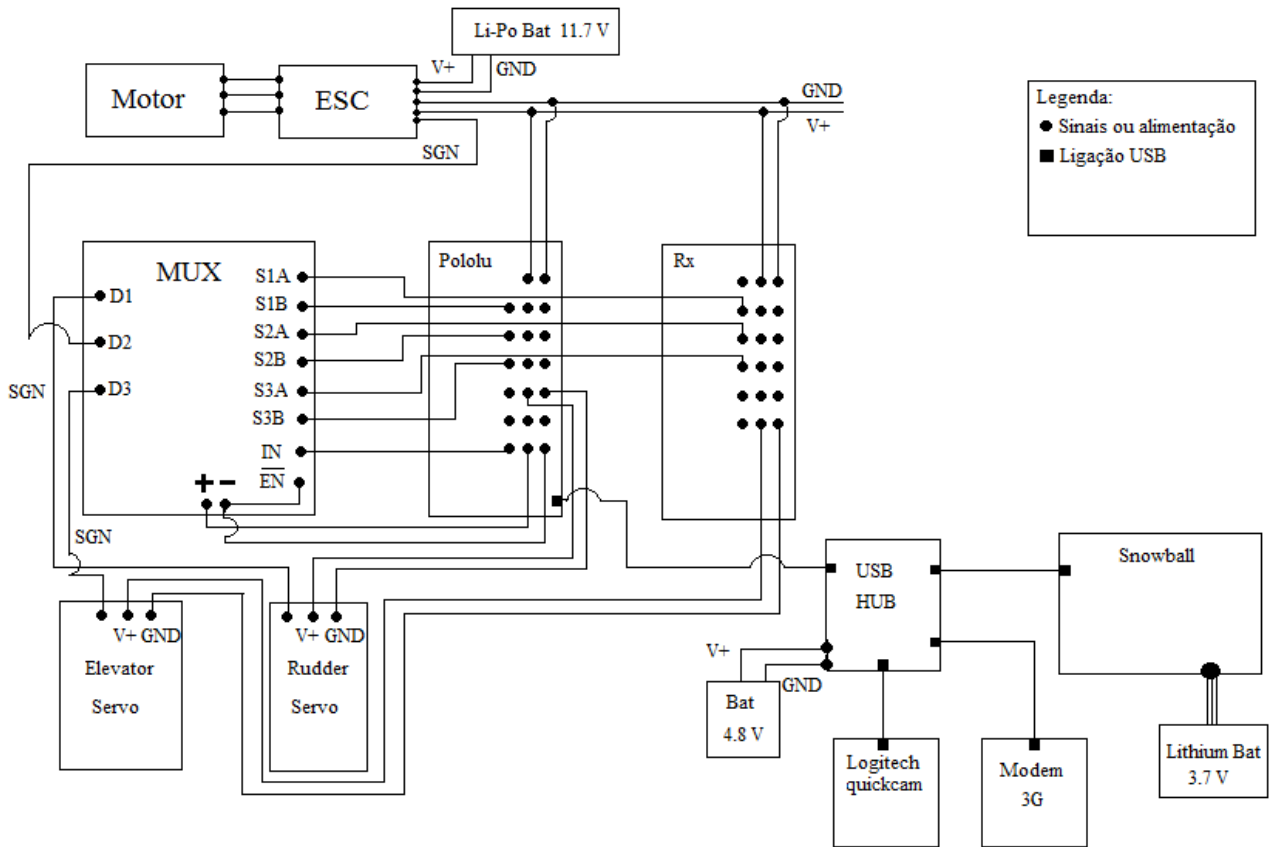 Li-Po Bat 11.7 V
V+
GND
Motor
ESC
GND
V+
SGN
Legenda:
Sinais ou alimentação
Ligação USB
MUX
S1A
S1B
S2A
S2B
S3A
S3B
IN
EN
D1
D2
D3
+ −
SGN
SGN
Pololu
Rx
V+ GND
Elevator
Servo
V+ GND
Rudder
Servo
USB
HUB
Snowball
V+
GND
Bat
4.8 V
Logitech
quickcam
Modem
3G
Lithium Bat
3.7 V